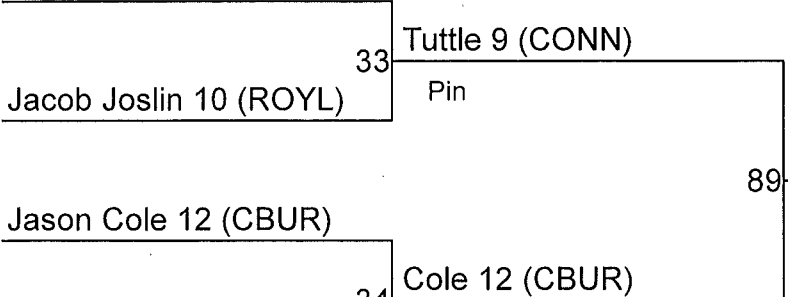 Tuttle 9 (CONN)
33
Jacob Joslin 10 (ROYL)
Pin
89
Jason Cole 12 (CBUR)
Cole 12 (CBUR)